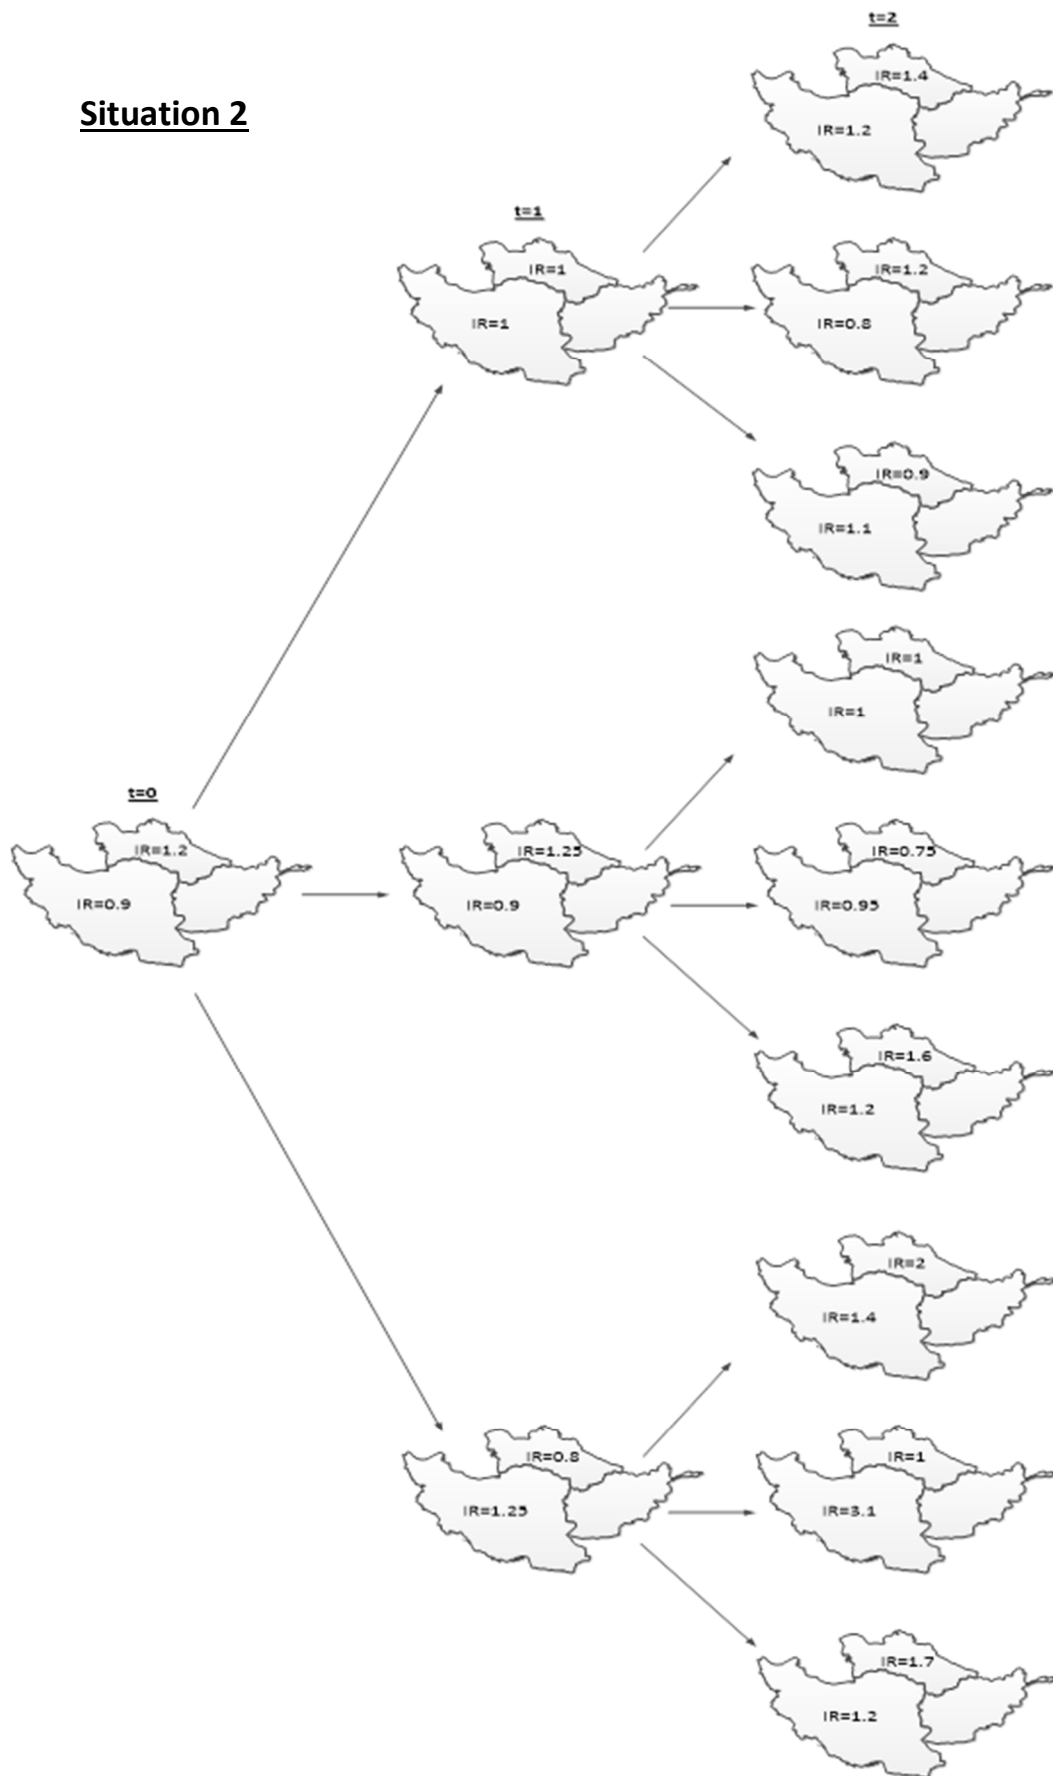 t=2
IR=1.4
Situation 2
IR=1.2
t=1
IR=1
IR=1.2
IR=1
IR=0.8
IR=0.9
IR=1.1
IR=1
IR=1
t=0
IR=1.2
IR=1.25
IR=0.75
IR=0.9
IR=0.9
IR=0.95
IR=1.6
IR=1.2
IR=2
IR=1.4
IR=0.8
IR=1
IR=1.25
IR=3.1
IR=1.7
IR=1.2